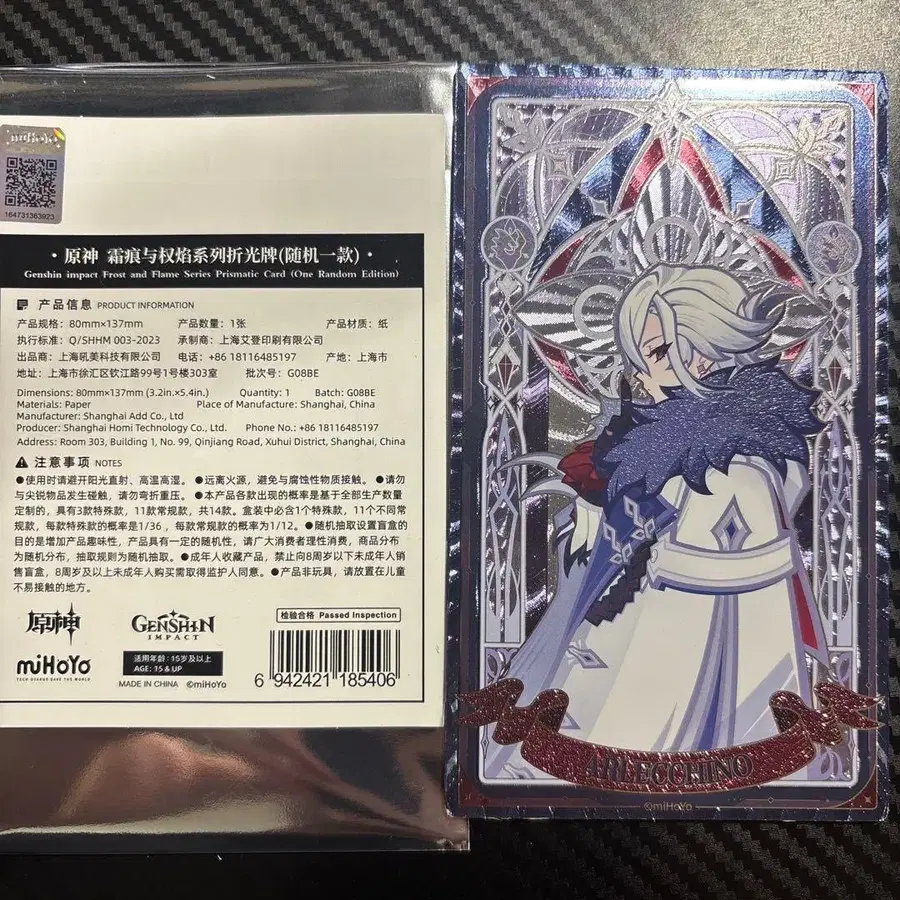 miHoYo
164731363923
· 原神 霜痕与权焰系列折光牌(随机一款) ·
· Genshin impact Frost and Flame Series Prismatic Card (One Random Edition) ·
产品信息 PRODUCT INFORMATION
产品规格：80mm×137mm 产品数量：1张 产品材质：纸
执行标准：Q/SHHM 003-2023 承制商：上海艾登印刷有限公司
出品商：上海吼美科技有限公司 电话：+86 18116485197 产地：上海市
地址：上海市徐汇区钦江路99号1号楼303室 批次号：G08BE
Dimensions: 80mm×137mm (3.2in.×5.4in.) Quantity: 1 Batch: G08BE
Materials: Paper Place of Manufacture: Shanghai, China
Manufacturer: Shanghai Add Co., Ltd
Producer: Shanghai Homi Technology Co., Ltd. Phone No.: +86 18116485197
Address: Room 303, Building 1, No. 99, Qinjiang Road, Xuhui District, Shanghai, China
注意事项 NOTES
●使用时请避开阳光直射、高温高湿。●远离火源，避免与腐蚀性物质接触。●请勿
与尖锐物品发生碰触，请勿弯折重压。●本产品各款出现的概率是基于全部生产数量
定制的，具有3款特殊款，11款常规款，共14款。盒装中必含1个特殊款，11个不同常
规款，每款特殊款的概率是1/36，每款常规款的概率为1/12。●随机抽取设置盲盒的
目的是增加产品趣味性，产品具有一定的随机性，请广大消费者理性消费，商品分布
为随机分布，抽取规则为随机抽取。●成年人收藏产品，禁止向8周岁以下未成年人销
售盲盒，8周岁及以上未成年人购买需取得监护人同意。●产品非玩具，请放置在儿童
不易接触的地方。
原神
GENSHIN
IMPACT
检验合格 Passed Inspection
miHoYo
TECH OTAKUS SAVE THE WORLD
适用年龄：15岁及以上
AGE: 15 & UP
MADE IN CHINA ©miHoYo
6 942421 185406
ARLECCHINO
©miHoYo